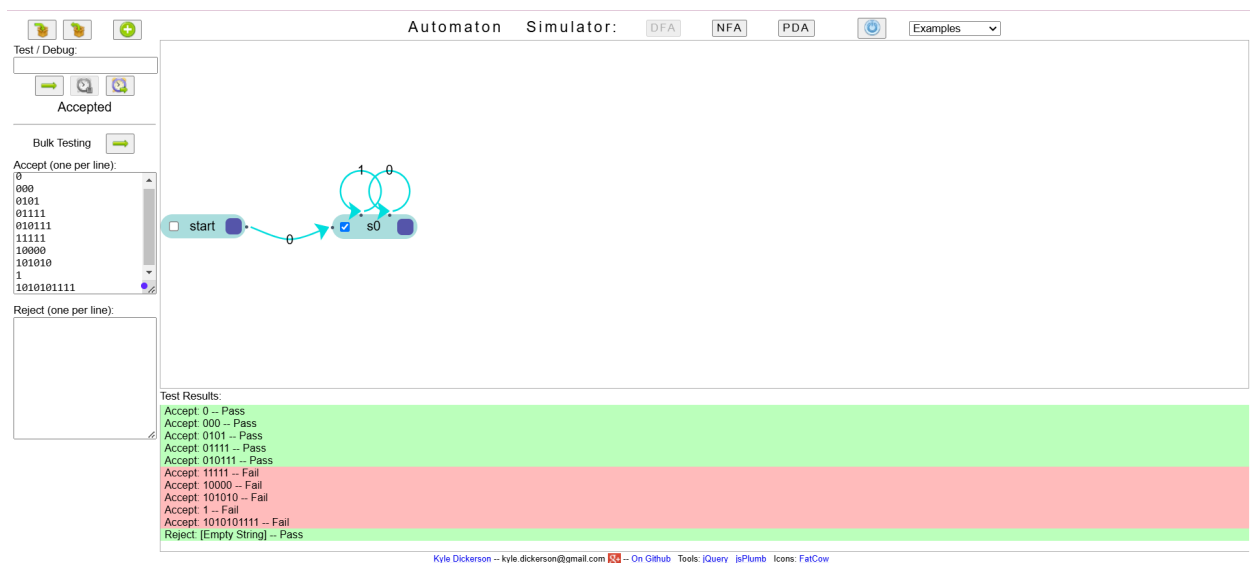 Automaton Simulator: DFA NFA PDA Examples
Test / Debug:
Accepted
Bulk Testing
Accept (one per line):
0
000
0101
01111
010111
11111
10000
101010
1
1010101111
Reject (one per line):
start
0
s0
1
0
Test Results:
Accept: 0 -- Pass
Accept: 000 -- Pass
Accept: 0101 -- Pass
Accept: 01111 -- Pass
Accept: 010111 -- Pass
Accept: 11111 -- Fail
Accept: 10000 -- Fail
Accept: 101010 -- Fail
Accept: 1 -- Fail
Accept: 1010101111 -- Fail
Reject: [Empty String] -- Pass
Kyle Dickerson -- kyle.dickerson@gmail.com g+ -- On Github Tools: jQuery jsPlumb Icons: FatCow